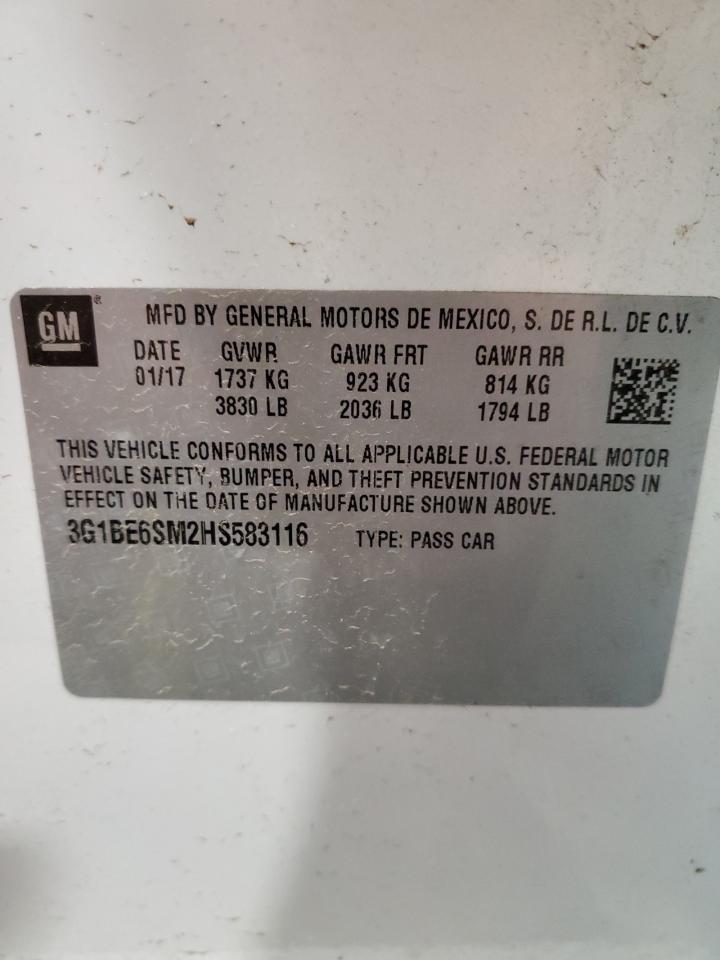 GM ®
MFD BY GENERAL MOTORS DE MEXICO, S. DE R.L. DE C.V.
DATE GVWR GAWR FRT GAWR RR
01/17 1737 KG 923 KG 814 KG
3830 LB 2036 LB 1794 LB
THIS VEHICLE CONFORMS TO ALL APPLICABLE U.S. FEDERAL MOTOR
VEHICLE SAFETY, BUMPER, AND THEFT PREVENTION STANDARDS IN
EFFECT ON THE DATE OF MANUFACTURE SHOWN ABOVE.
3G1BE6SM2HS583116 TYPE: PASS CAR